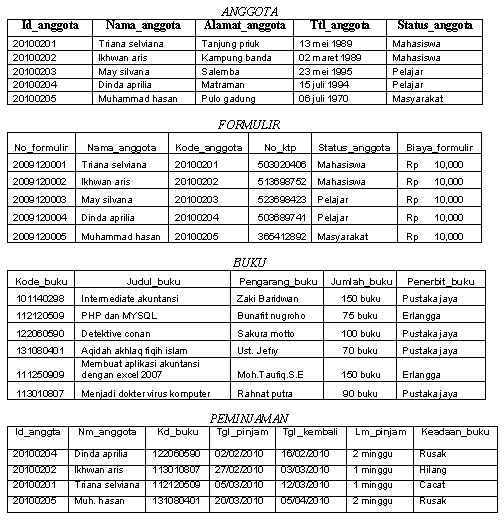 ANGGOTA
Id_anggota Nama_anggota Alamat_anggota Ttl_anggota Status_anggota
20100201 Triana selviana Tanjung priuk 13 mei 1989 Mahasiswa
20100202 Ikhwan aris Kampung banda 02 maret 1989 Mahasiswa
20100203 May silvana Salemba 23 mei 1995 Pelajar
20100204 Dinda aprilia Matraman 15 juli 1994 Pelajar
20100205 Muhammad hasan Pulo gadung 06 juli 1970 Masyarakat
FORMULIR
No_formulir Nama_anggota Kode_anggota No_ktp Status_anggota Biaya_formulir
2009120001 Triana selviana 20100201 503020406 Mahasiswa Rp 10,000
2009120002 Ikhwan aris 20100202 513698752 Mahasiswa Rp 10,000
2009120003 May silvana 20100203 523698423 Pelajar Rp 10,000
2009120004 Dinda aprilia 20100204 503689741 Pelajar Rp 10,000
2009120005 Muhammad hasan 20100205 365412892 Masyarakat Rp 10,000
BUKU
Kode_buku Judul_buku Pengarang_buku Jumlah_buku Penerbit_buku
101140298 Intermediate akuntansi Zaki Baridwan 150 buku Pustaka jaya
112120509 PHP dan MYSQL Bunafit nugroho 75 buku Erlangga
122060590 Detektive conan Sakura motto 100 buku Pustaka jaya
131080401 Aqidah akhlaq fiqih islam Ust. Jefry 70 buku Pustaka jaya
Membuat aplikasi akuntansi
111250909 dengan excel 2007 Moh.Taufiq.S.E 150 buku Erlangga
113010807 Menjadi dokter virus komputer Rahnat putra 90 buku Pustaka jaya
PEMINJAMAN
Id_anggta Nm_anggota Kd_buku Tgl_pinjam Tgl_kembali Lm_pinjam Keadaan_buku
20100204 Dinda aprilia 122060590 02/02/2010 16/02/2010 2 minggu Rusak
20100202 Ikhwan aris 113010807 27/02/2010 03/03/2010 1 minggu Hilang
20100201 Triana selviana 112120509 05/03/2010 12/03/2010 1 minggu Cacat
20100205 Muh. hasan 131080401 20/03/2010 05/04/2010 2 minggu Rusak